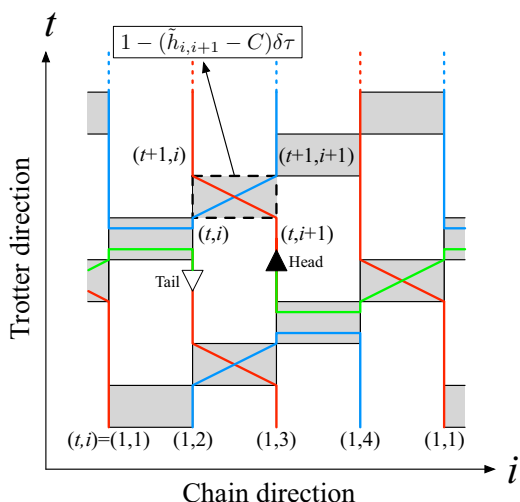 t
1 − (h̃_{i,i+1} − C)δτ
(t+1,i)
(t+1,i+1)
(t,i)
(t,i+1)
Tail
Head
Trotter direction
(t,i)=(1,1) (1,2) (1,3) (1,4) (1,1)
i
Chain direction